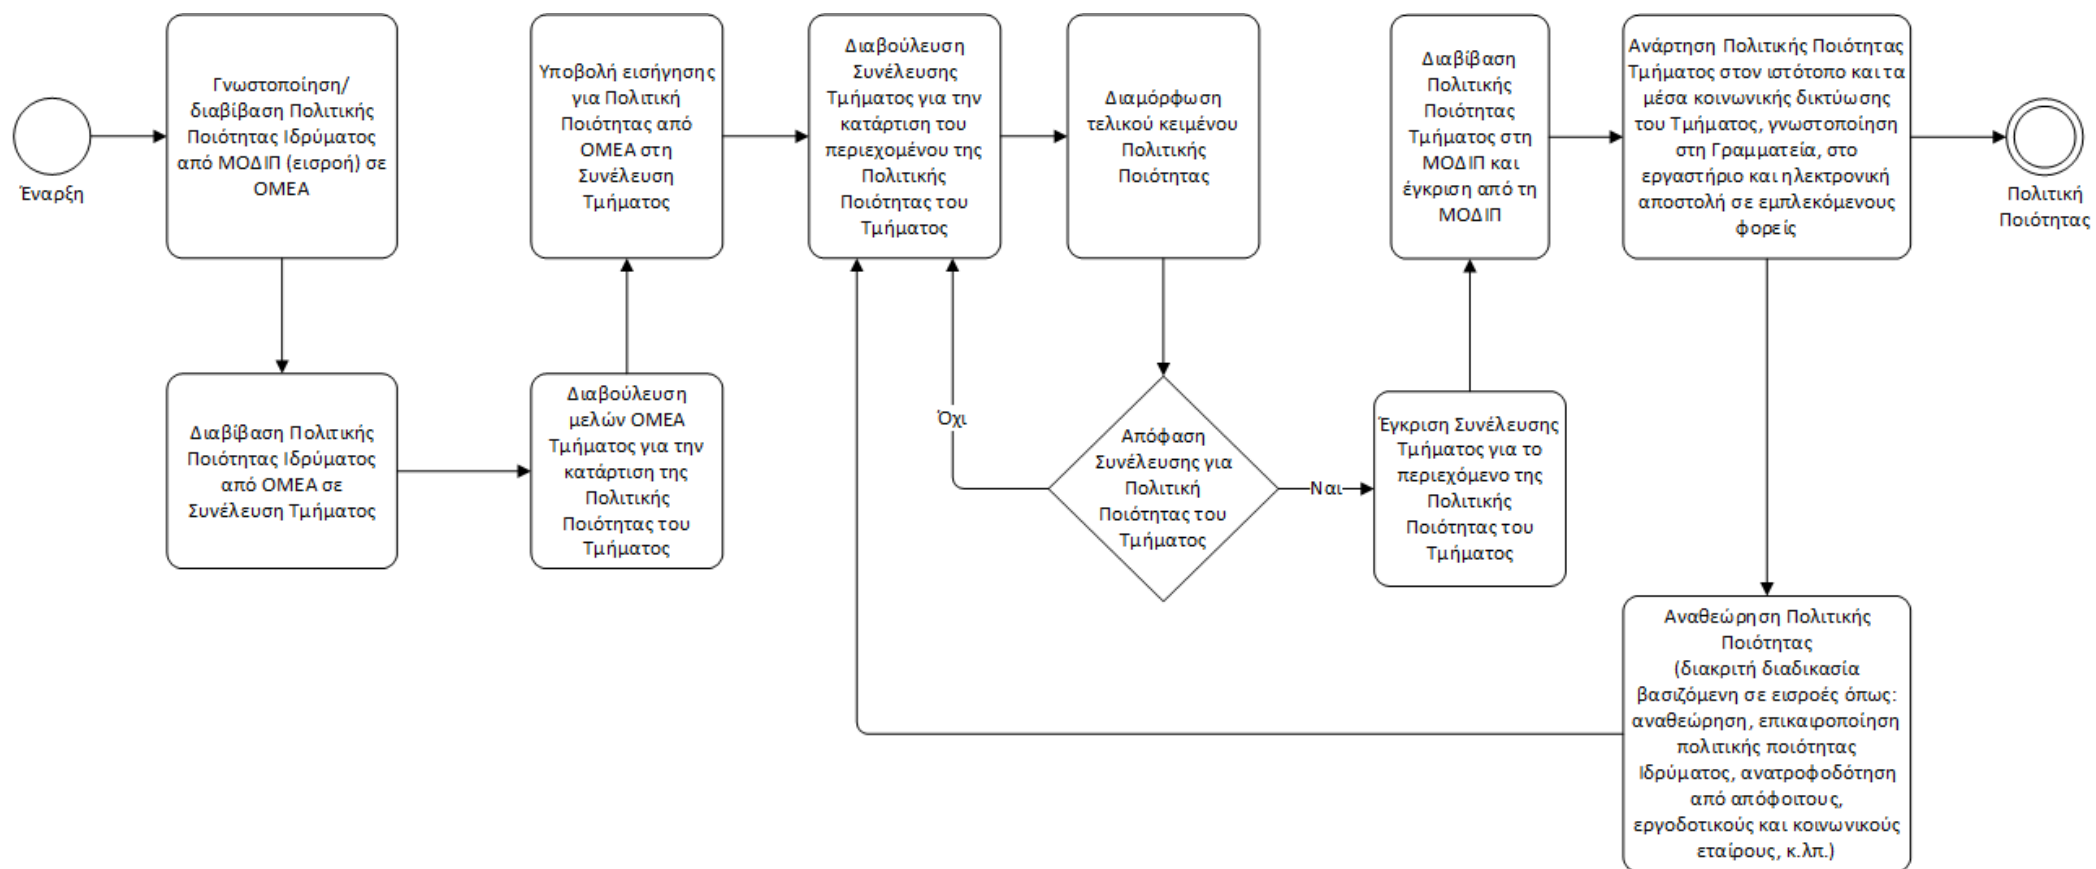 Έναρξη
Γνωστοποίηση/
διαβίβαση Πολιτικής
Ποιότητας Ιδρύματος
από ΜΟΔΙΠ (εισροή) σε
ΟΜΕΑ
Διαβίβαση Πολιτικής
Ποιότητας Ιδρύματος
από ΟΜΕΑ σε
Συνέλευση Τμήματος
Διαβούλευση
μελών ΟΜΕΑ
Τμήματος για την
κατάρτιση της
Πολιτικής
Ποιότητας του
Τμήματος
Υποβολή εισήγησης
για Πολιτική
Ποιότητας από
ΟΜΕΑ στη
Συνέλευση
Τμήματος
Διαβούλευση
Συνέλευσης
Τμήματος για την
κατάρτιση του
περιεχομένου της
Πολιτικής
Ποιότητας του
Τμήματος
Διαμόρφωση
τελικού κειμένου
Πολιτικής
Ποιότητας
Απόφαση
Συνέλευσης για
Πολιτική
Ποιότητας του
Τμήματος
Όχι
Ναι
Έγκριση Συνέλευσης
Τμήματος για το
περιεχόμενο της
Πολιτικής
Ποιότητας του
Τμήματος
Διαβίβαση
Πολιτικής
Ποιότητας
Τμήματος στη
ΜΟΔΙΠ και
έγκριση από τη
ΜΟΔΙΠ
Ανάρτηση Πολιτικής Ποιότητας
Τμήματος στον ιστότοπο και τα
μέσα κοινωνικής δικτύωσης
του Τμήματος, γνωστοποίηση
στη Γραμματεία, στο
εργαστήριο και ηλεκτρονική
αποστολή σε εμπλεκόμενους
φορείς
Πολιτική
Ποιότητας
Αναθεώρηση Πολιτικής
Ποιότητας
(διακριτή διαδικασία
βασιζόμενη σε εισροές όπως:
αναθεώρηση, επικαιροποίηση
πολιτικής ποιότητας
Ιδρύματος, ανατροφοδότηση
από απόφοιτους,
εργοδοτικούς και κοινωνικούς
εταίρους, κ.λπ.)